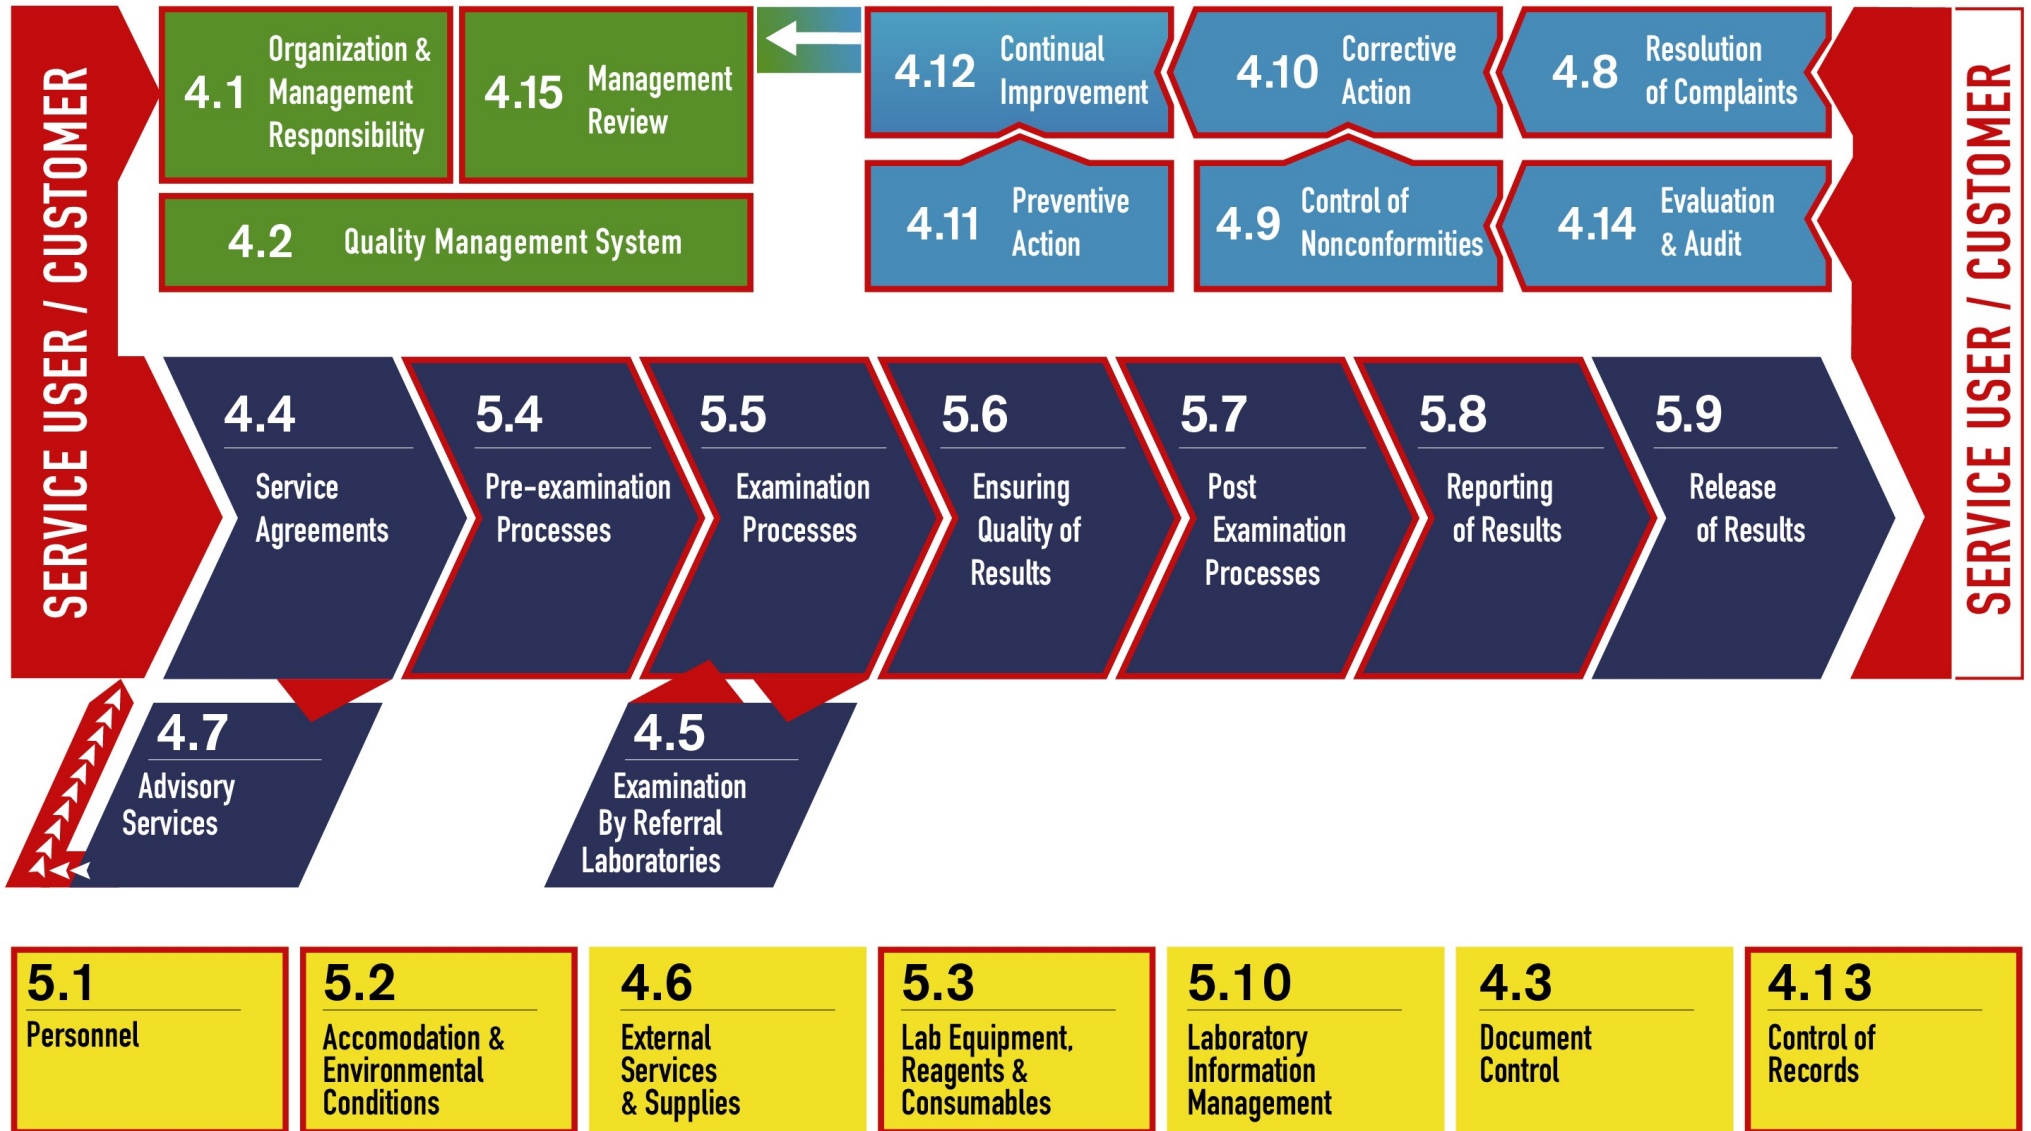 SERVICE USER / CUSTOMER
4.1
Organization &
Management
Responsibility
4.15
Management
Review
4.2
Quality Management System
4.12
Continual
Improvement
4.10
Corrective
Action
4.8
Resolution
of Complaints
4.11
Preventive
Action
4.9
Control of
Nonconformities
4.14
Evaluation
& Audit
SERVICE USER / CUSTOMER
4.4
Service
Agreements
5.4
Pre-examination
Processes
5.5
Examination
Processes
5.6
Ensuring
Quality of
Results
5.7
Post
Examination
Processes
5.8
Reporting
of Results
5.9
Release
of Results
4.7
Advisory
Services
4.5
Examination
By Referral
Laboratories
5.1
Personnel
5.2
Accomodation &
Environmental
Conditions
4.6
External
Services
& Supplies
5.3
Lab Equipment,
Reagents &
Consumables
5.10
Laboratory
Information
Management
4.3
Document
Control
4.13
Control of
Records